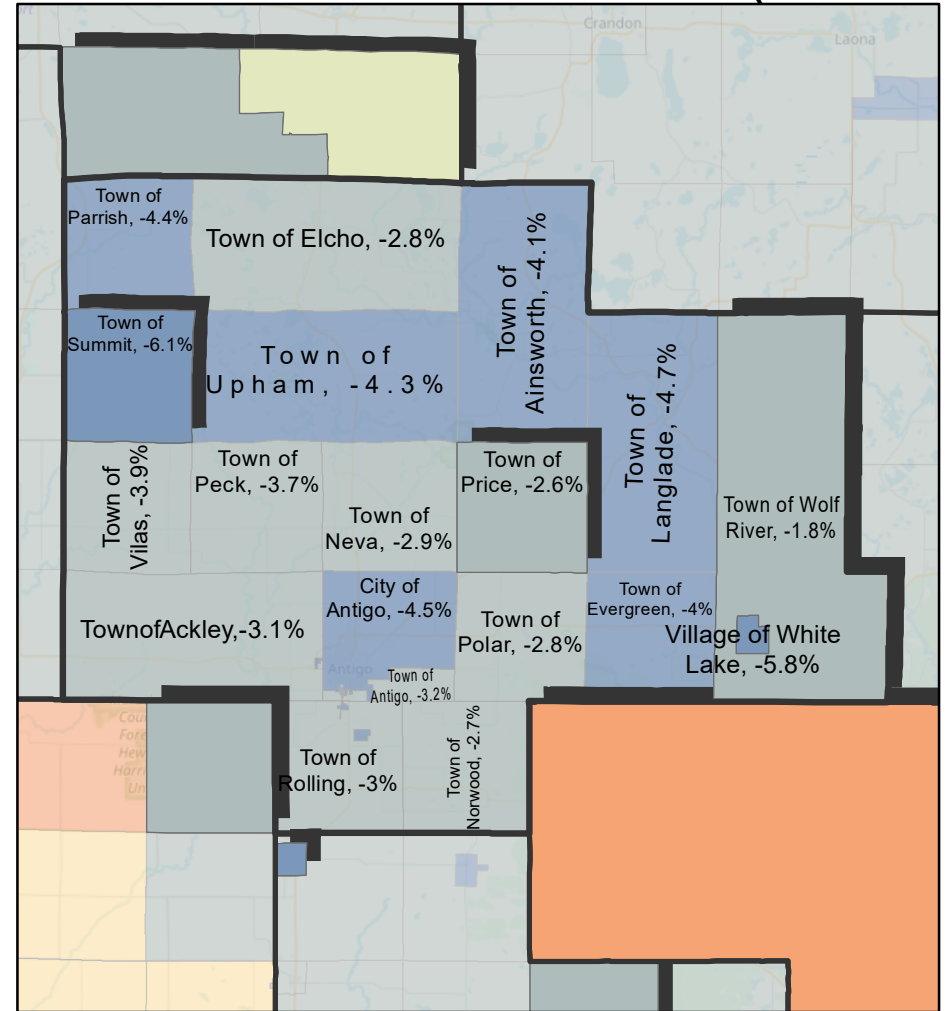 Crandon
Laona
Town of
Parrish, -4.4%
Town of Elcho, -2.8%
Town of
Ainsworth, -4.1%
Town of
Summit, -6.1%
Town of
Upham, -4.3%
Town of
Langlade, -4.7%
Town of
Vilas, -3.9%
Town of
Peck, -3.7%
Town of
Price, -2.6%
Town of
Neva, -2.9%
Town of Wolf
River, -1.8%
City of
Antigo, -4.5%
Town of
Evergreen, -4%
TownofAckley,-3.1%
Town of
Polar, -2.8%
Village of White
Lake, -5.8%
Antigo
Town of
Antigo, -3.2%
Town of
Rolling, -3%
Town of
Norwood, -2.7%
Cou
Fore
Hew
Harri
Un